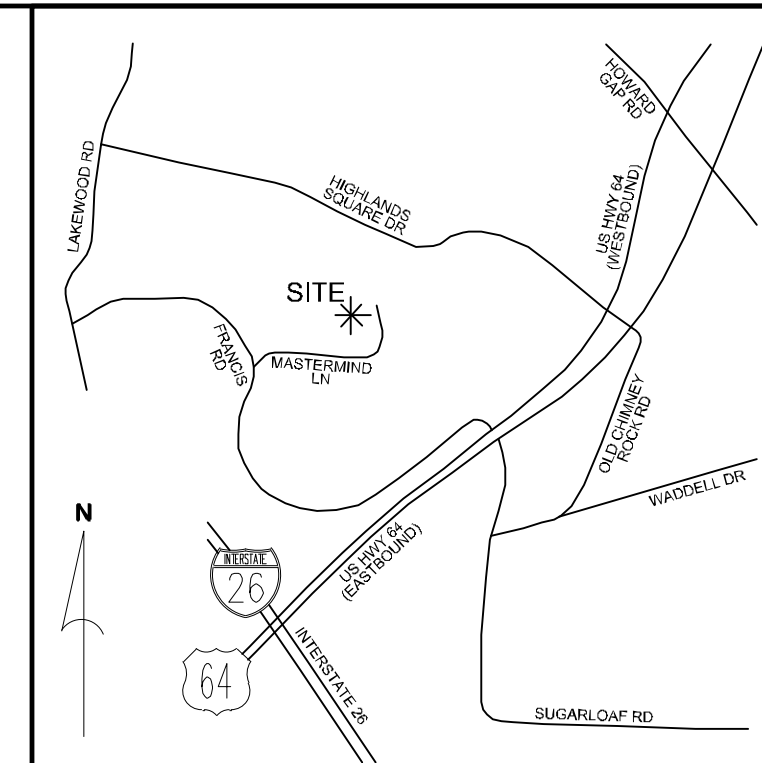 HOWARD
GAP RD
LAKEWOOD RD
HIGHLANDS
SQUARE DR
US HWY 64
(WESTBOUND)
SITE
FRANCIS
RD
MASTERMIND
LN
OLD CHIMNEY
ROCK RD
WADDELL DR
N
US HWY 64
(EASTBOUND)
INTERSTATE
26
INTERSTATE 26
64
SUGARLOAF RD